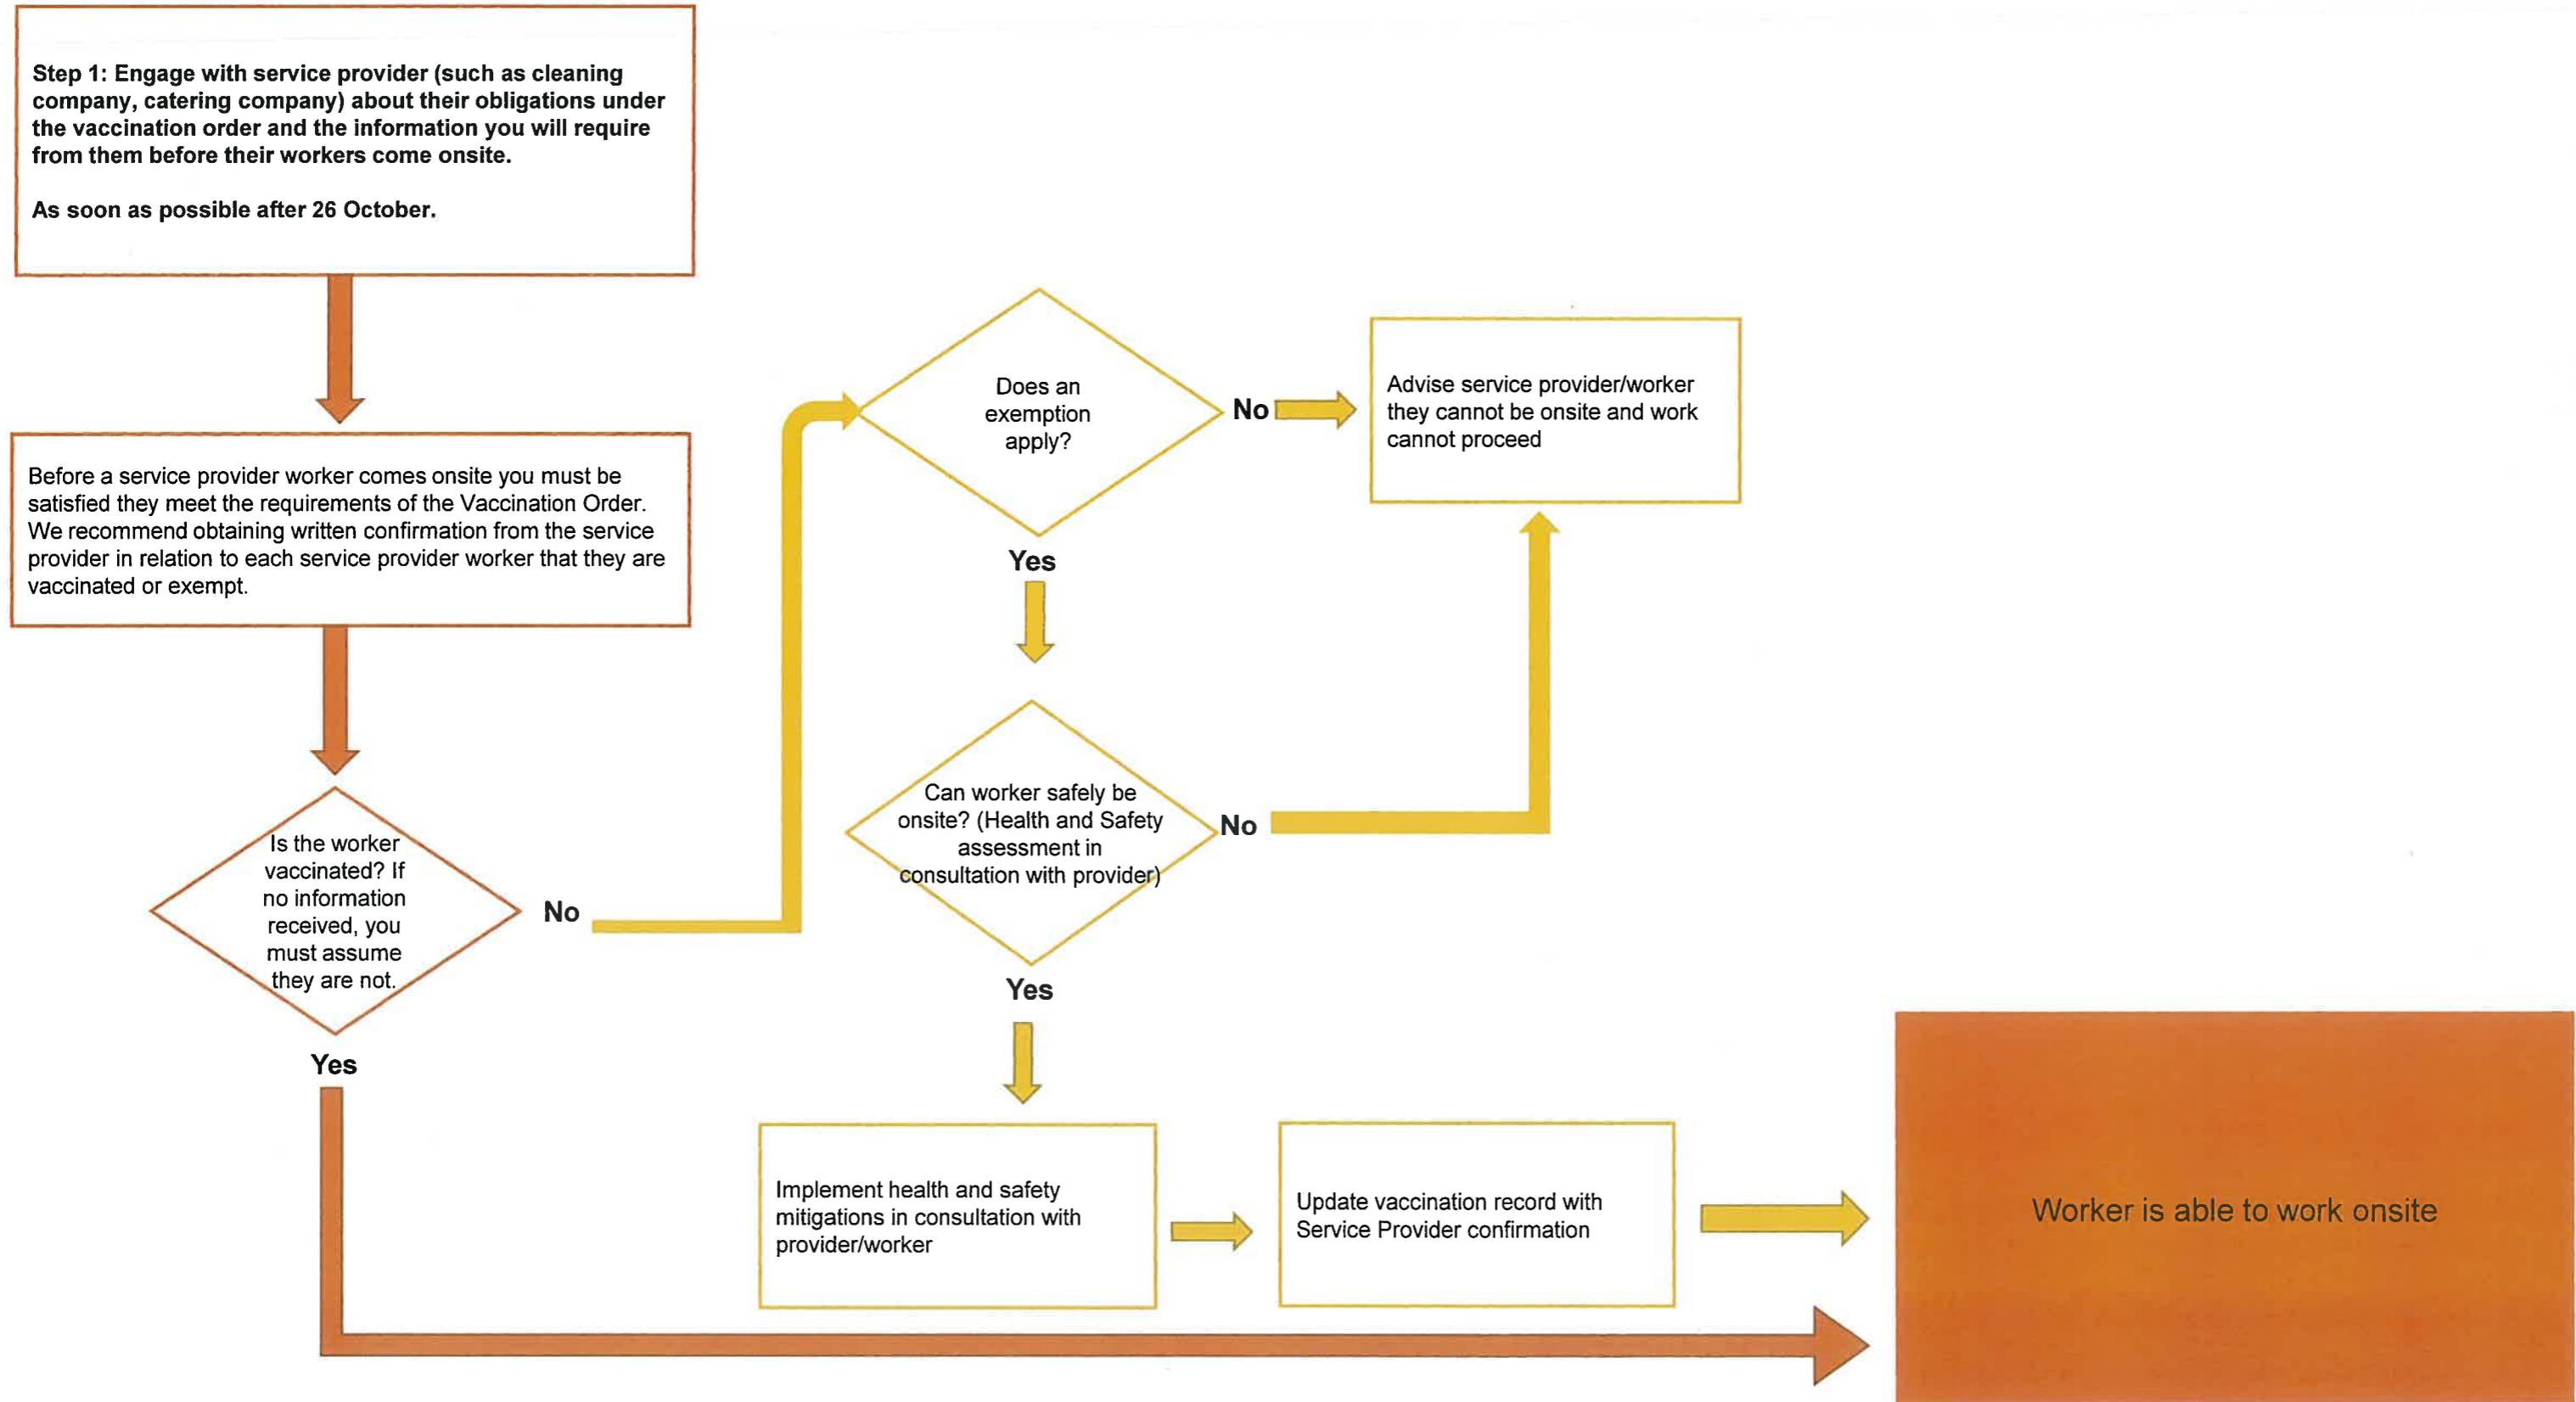 Step 1: Engage with service provider (such as cleaning
company, catering company) about their obligations under
the vaccination order and the information you will require
from them before their workers come onsite.
As soon as possible after 26 October.
Before a service provider worker comes onsite you must be
satisfied they meet the requirements of the Vaccination Order.
We recommend obtaining written confirmation from the service
provider in relation to each service provider worker that they are
vaccinated or exempt.
Is the worker
vaccinated? If
no information
received, you
must assume
they are not.
No
Yes
Does an
exemption
apply?
No
Yes
Advise service provider/worker
they cannot be onsite and work
cannot proceed
Can worker safely be
onsite? (Health and Safety
assessment in
consultation with provider)
No
Yes
Implement health and safety
mitigations in consultation with
provider/worker
Update vaccination record with
Service Provider confirmation
Worker is able to work onsite